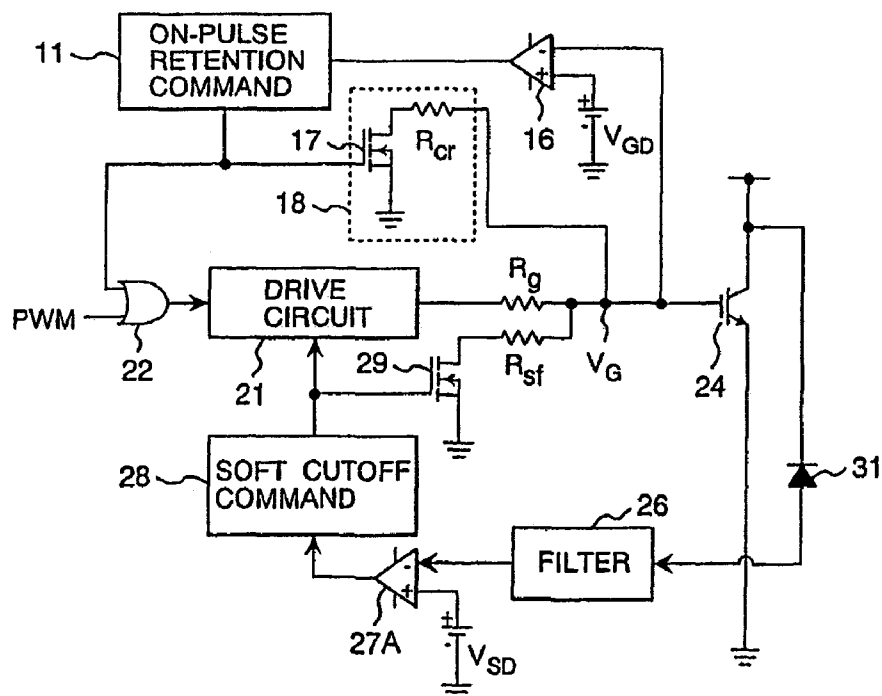 11
ON-PULSE
RETENTION
COMMAND
-
+
16
+
-
V_GD
17
R_cr
18
PWM
22
DRIVE
CIRCUIT
21
R_g
R_sf
29
V_G
24
31
28
SOFT CUTOFF
COMMAND
26
FILTER
-
+
27A
+
-
V_SD